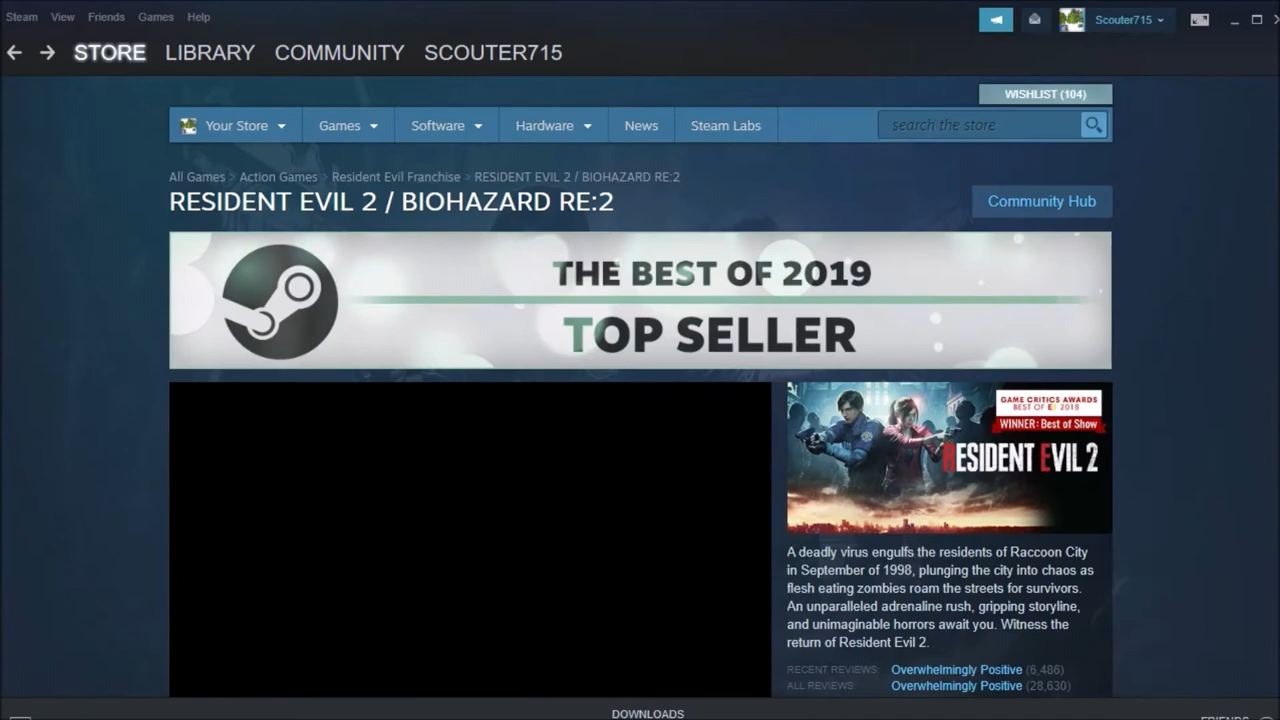 Steam View Friends Games Help
Scouter715
STORE LIBRARY COMMUNITY SCOUTER715
WISHLIST (104)
Your Store Games Software Hardware News Steam Labs
search the store
All Games > Action Games > Resident Evil Franchise > RESIDENT EVIL 2 / BIOHAZARD RE:2
RESIDENT EVIL 2 / BIOHAZARD RE:2
Community Hub
THE BEST OF 2019
TOP SELLER
GAME CRITICS AWARDS
BEST OF E3 2018
WINNER: Best of Show
RESIDENT EVIL 2
A deadly virus engulfs the residents of Raccoon City
in September of 1998, plunging the city into chaos as
flesh eating zombies roam the streets for survivors.
An unparalleled adrenaline rush, gripping storyline,
and unimaginable horrors await you. Witness the
return of Resident Evil 2.
RECENT REVIEWS: Overwhelmingly Positive (6,486)
ALL REVIEWS: Overwhelmingly Positive (28,630)
DOWNLOADS
FRIENDS